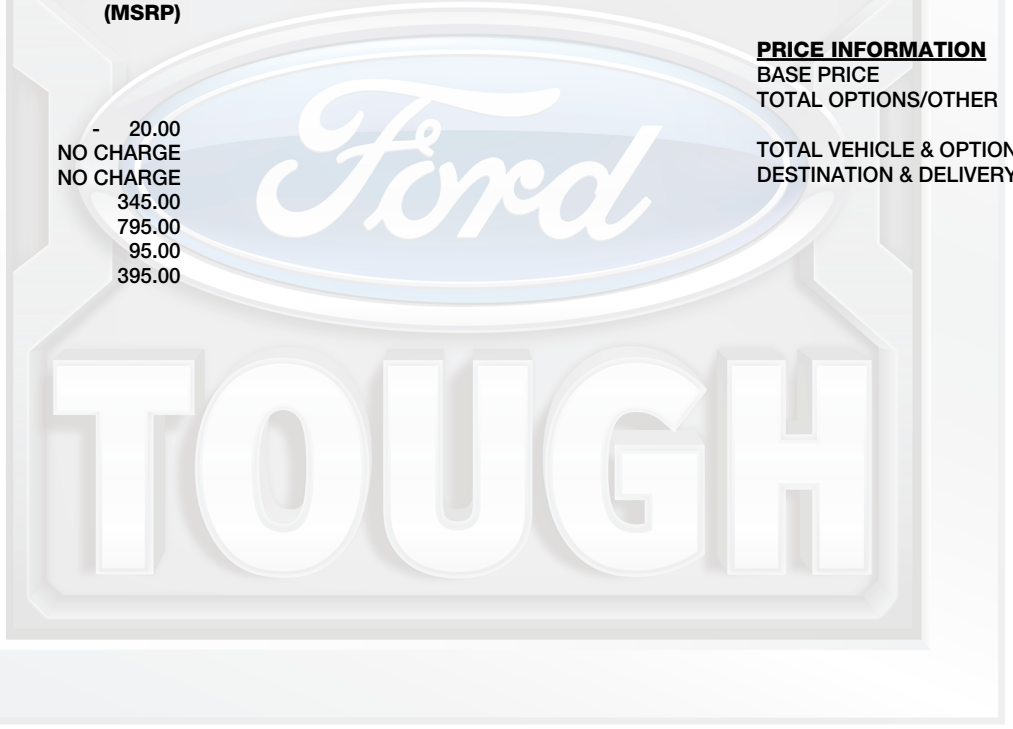 (MSRP)
- 20.00
NO CHARGE
NO CHARGE
345.00
795.00
95.00
395.00
PRICE INFORMATION
BASE PRICE
TOTAL OPTIONS/OTHER
TOTAL VEHICLE & OPTION
DESTINATION & DELIVERY
Ford
TOUGH